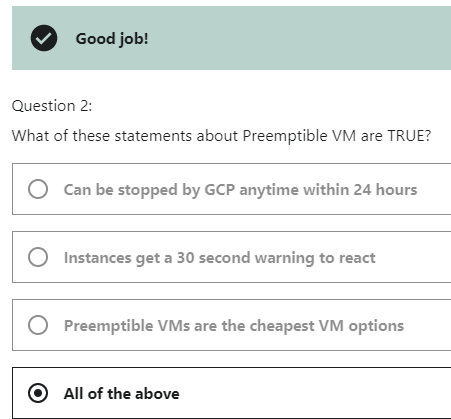 Good job!
Question 2:
What of these statements about Preemptible VM are TRUE?
Can be stopped by GCP anytime within 24 hours
Instances get a 30 second warning to react
Preemptible VMs are the cheapest VM options
All of the above